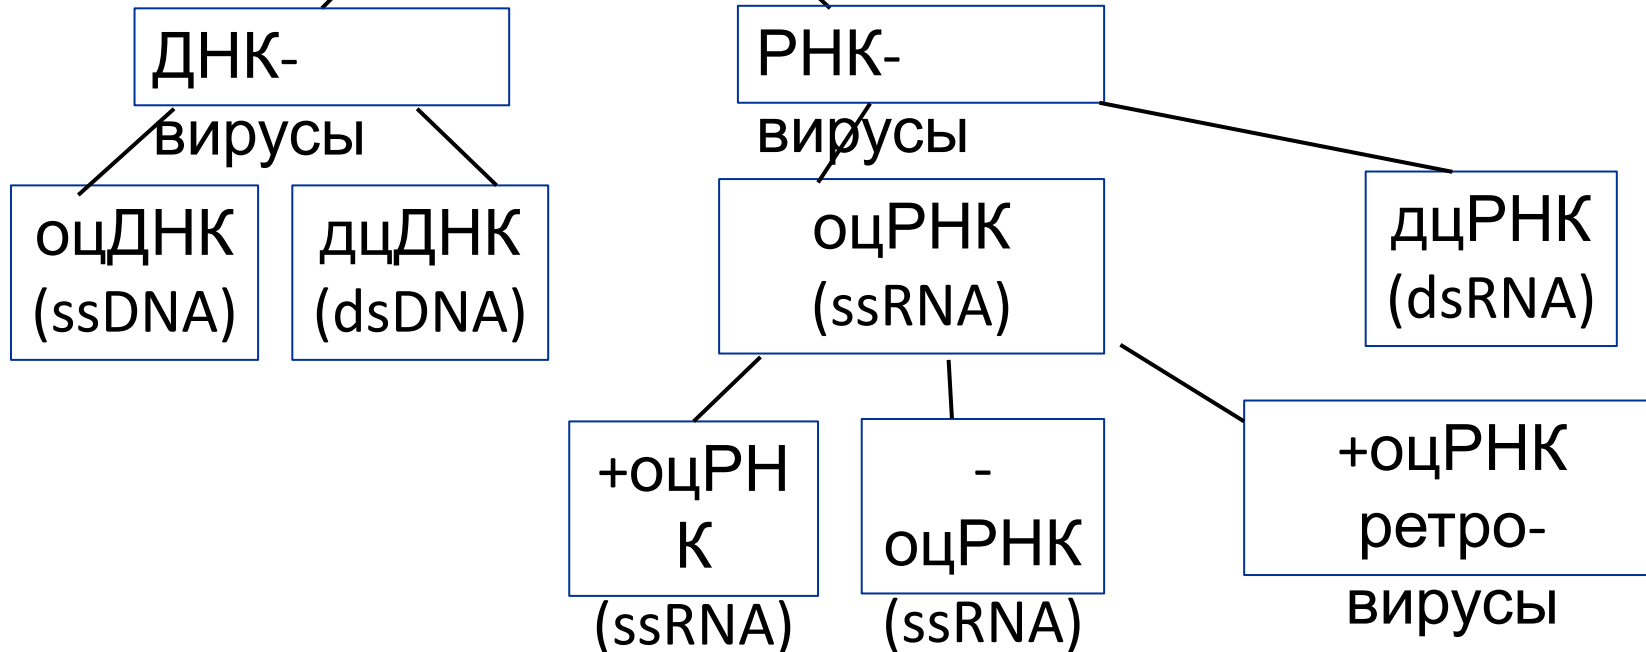 ДНК-
вирусы
РНК-
вирусы
оцДНК
(ssDNA)
дцДНК
(dsDNA)
оцРНК
(ssRNA)
дцРНК
(dsRNA)
+оцРН
К
(ssRNA)
-
оцРНК
(ssRNA)
+оцРНК
ретро-
вирусы